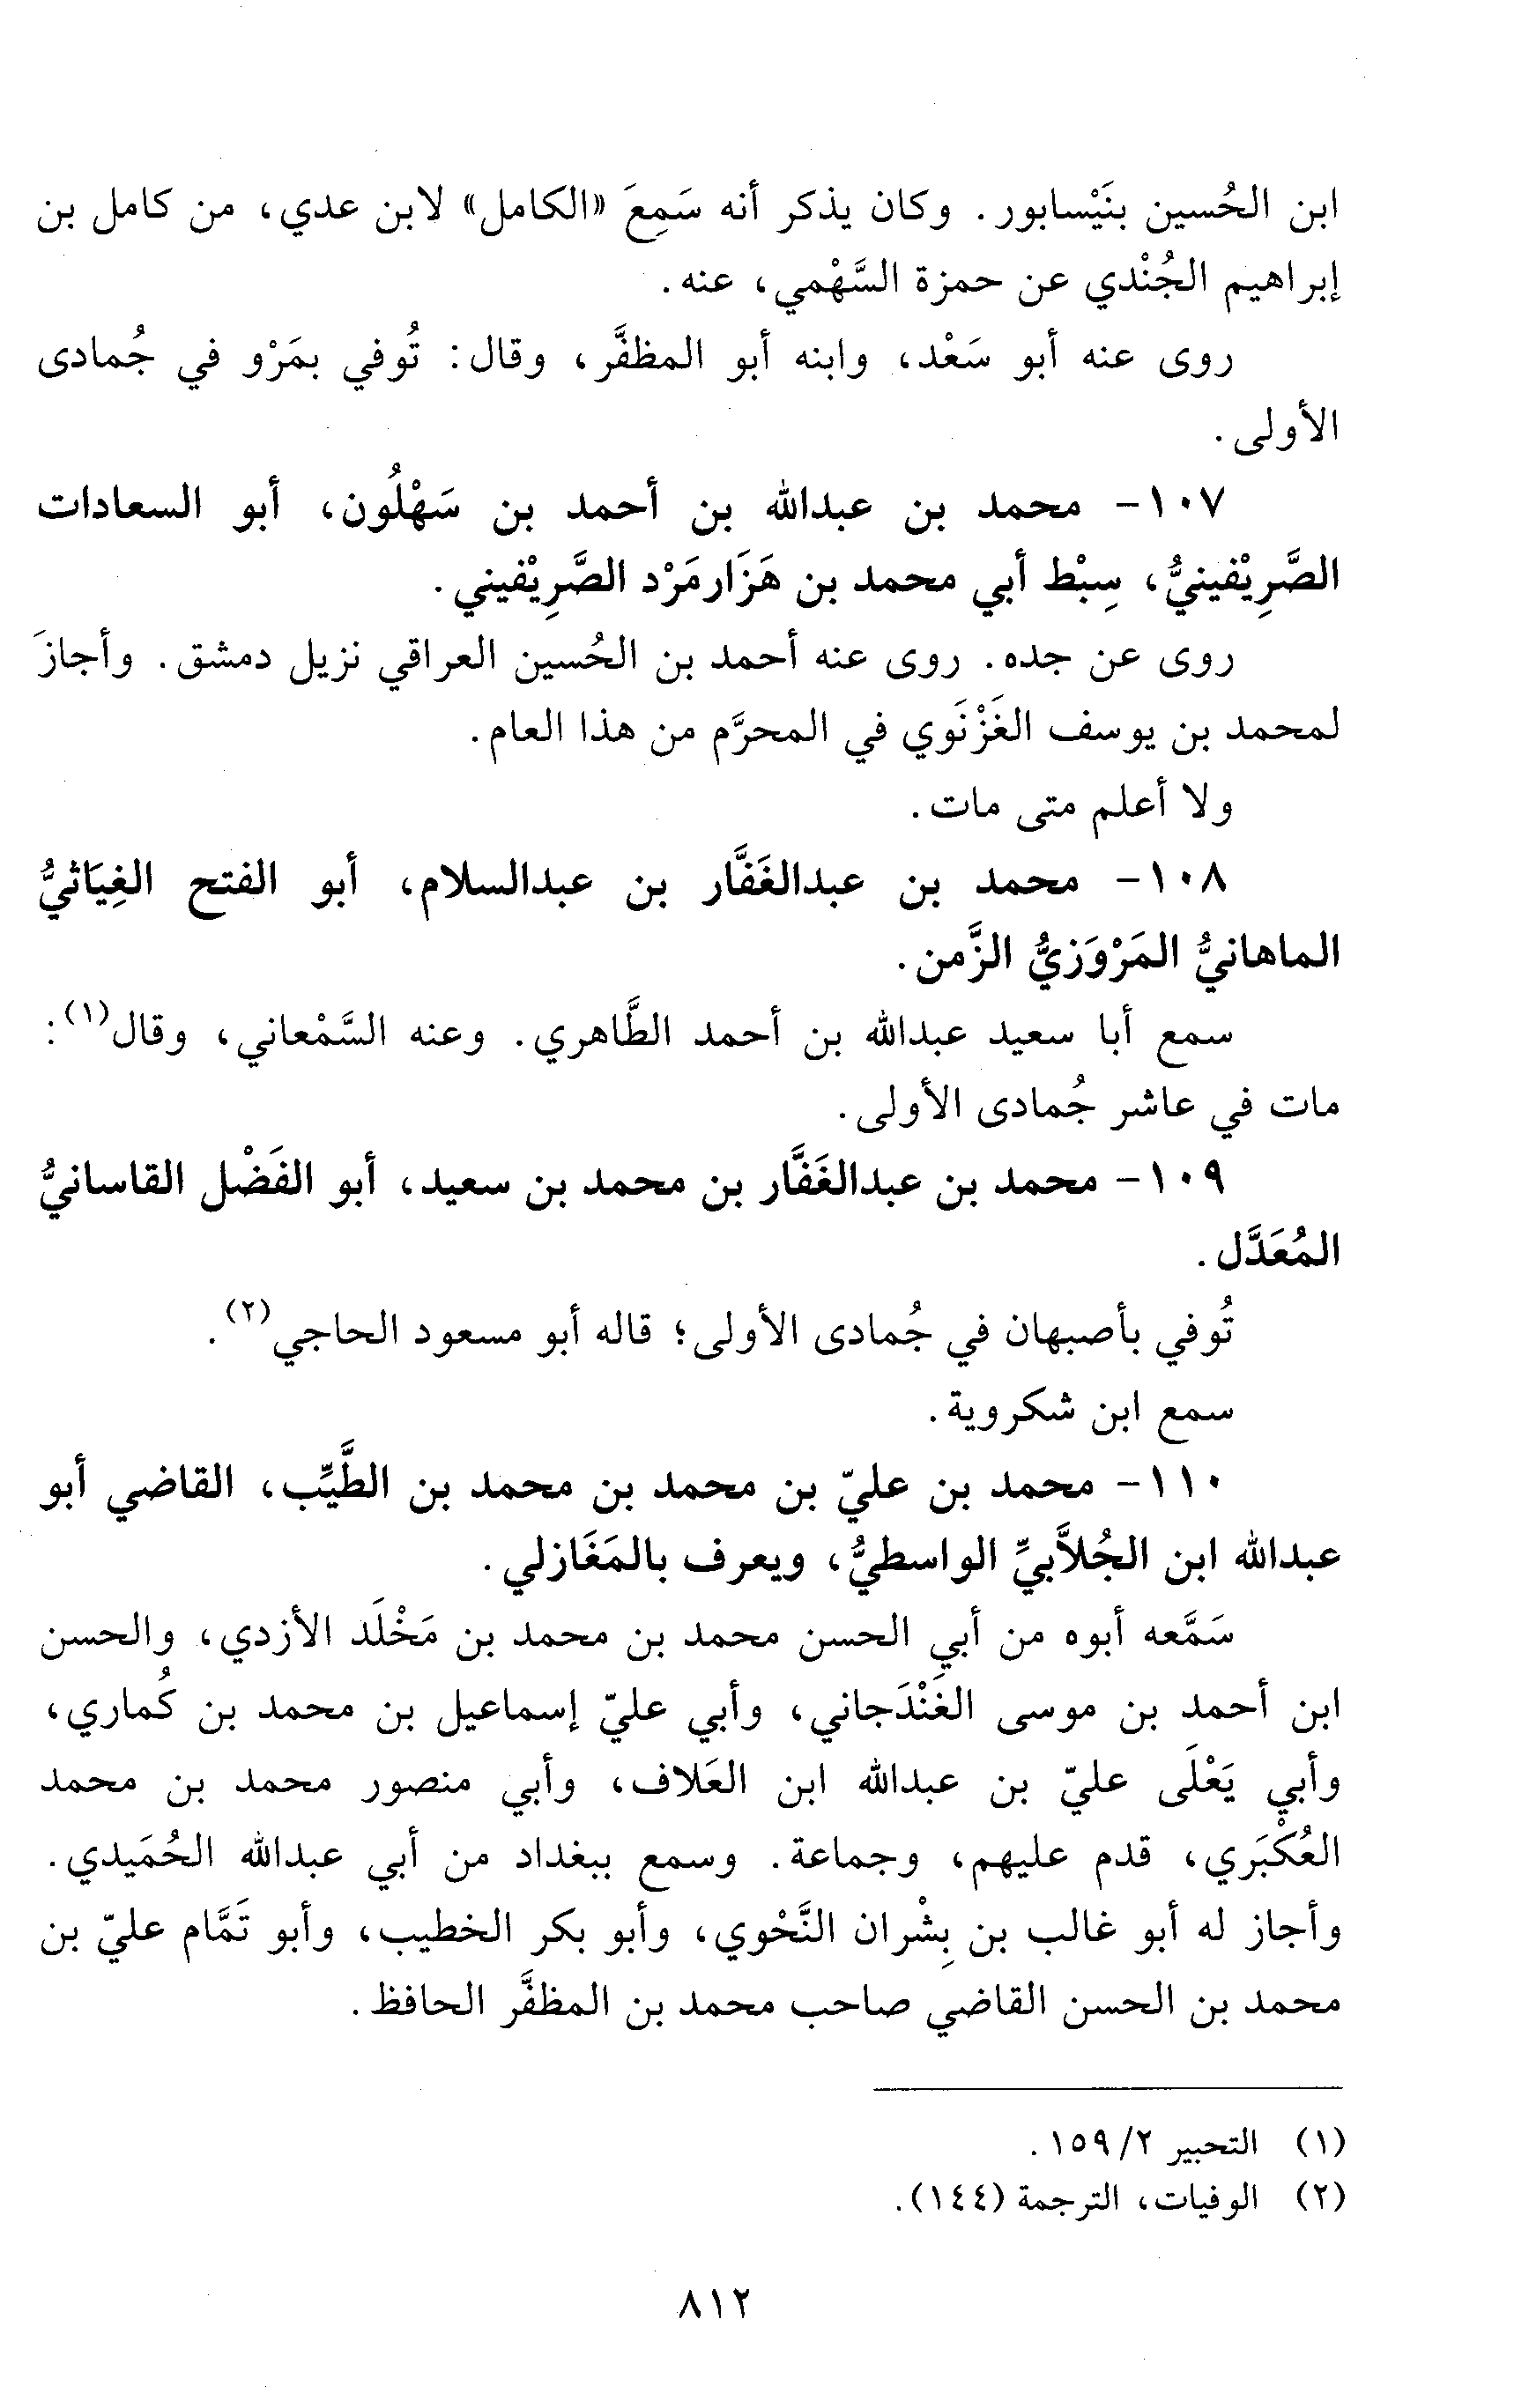 ابن الحُسين بنَيْسابور. وكان يذكر أنه سَمِعَ «الكامل» لابن عدي، من كامل بن
إبراهيم الجُنْدي عن حمزة السَّهْمي، عنه.
روى عنه أبو سَعْد، وابنه أبو المظفَّر، وقال: تُوفي بمَرْو في جُمادى
الأولى.
١٠٧- محمد بن عبدالله بن أحمد بن سَهْلُون، أبو السعادات
الصَّرِيْفينيُّ، سِبْط أبي محمد بن هَزَارمَرْد الصَّرِيْفيني.
روى عن جده. روى عنه أحمد بن الحُسين العراقي نزيل دمشق. وأجازَ
لمحمد بن يوسف الغَزْنَوي في المحرَّم من هذا العام.
ولا أعلم متى مات.
١٠٨- محمد بن عبدالغَفَّار بن عبدالسلام، أبو الفتح الغِيَاثيُّ
الماهانيُّ المَرْوَزيُّ الزَّمن.
سمع أبا سعيد عبدالله بن أحمد الطَّاهري. وعنه السَّمْعاني، وقال(١):
مات في عاشر جُمادى الأولى.
١٠٩- محمد بن عبدالغَفَّار بن محمد بن سعيد، أبو الفَضْل القاسانيُّ
المُعَدَّل.
تُوفي بأصبهان في جُمادى الأولى؛ قاله أبو مسعود الحاجي(٢).
سمع ابن شكروية.
١١٠- محمد بن عليّ بن محمد بن محمد بن الطَّيِّب، القاضي أبو
عبدالله ابن الجُلاَّبيِّ الواسطيُّ، ويعرف بالمَغَازلي.
سَمَّعه أبوه من أبي الحسن محمد بن محمد بن مَخْلَد الأزدي، والحسن
ابن أحمد بن موسى الغَنْدَجاني، وأبي عليّ إسماعيل بن محمد بن كُماري،
وأبي يَعْلَى عليّ بن عبدالله ابن العَلاف، وأبي منصور محمد بن محمد
العُكْبَري، قدم عليهم، وجماعة. وسمع ببغداد من أبي عبدالله الحُمَيدي.
وأجاز له أبو غالب بن بِشْران النَّحْوي، وأبو بكر الخطيب، وأبو تَمَّام عليّ بن
محمد بن الحسن القاضي صاحب محمد بن المظفَّر الحافظ.
(١) التحبير ٢/ ١٥٩.
(٢) الوفيات، الترجمة (١٤٤).
٨١٢